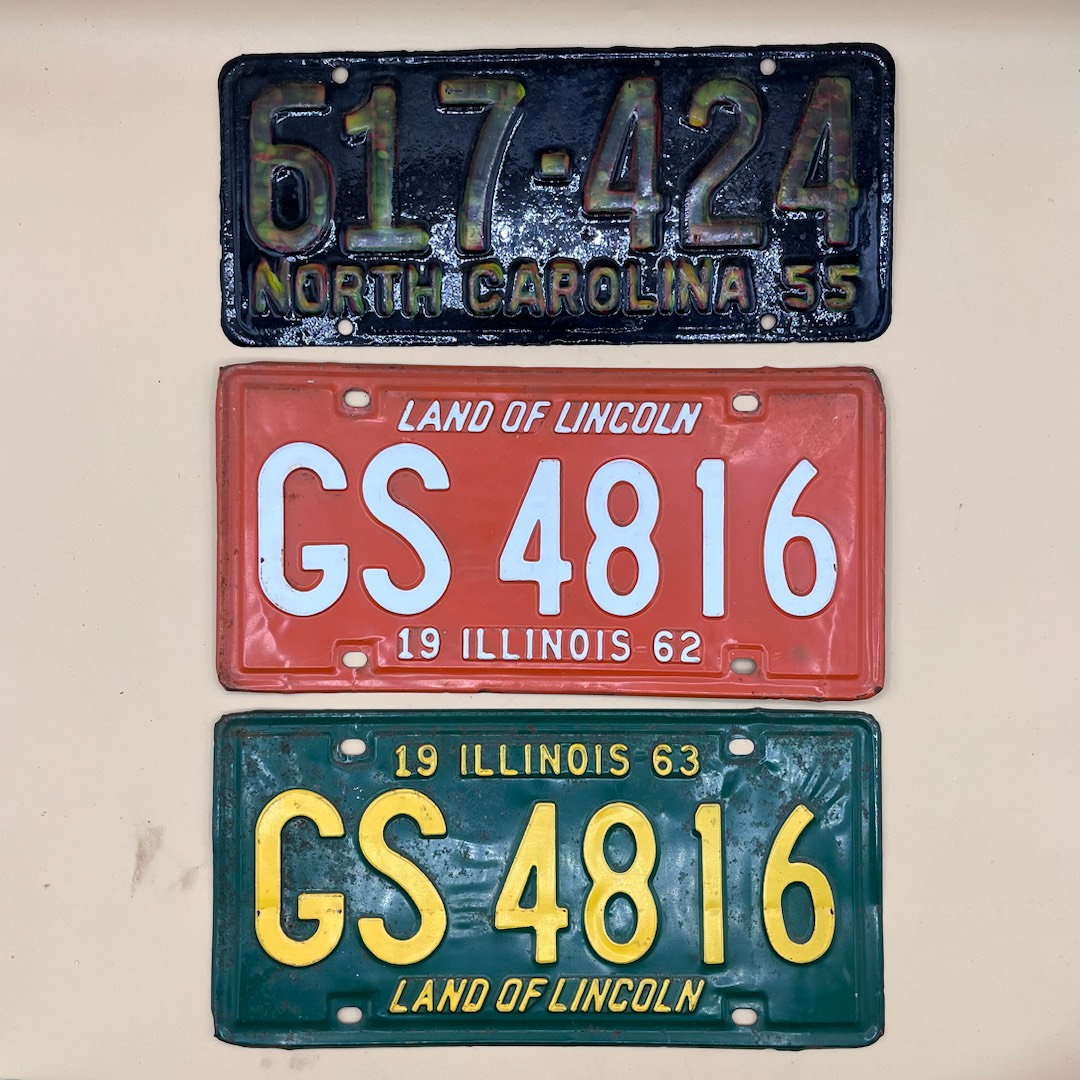 617·424
NORTH CAROLINA 55
LAND OF LINCOLN
GS 4816
19 ILLINOIS 62
19 ILLINOIS 63
GS 4816
LAND OF LINCOLN